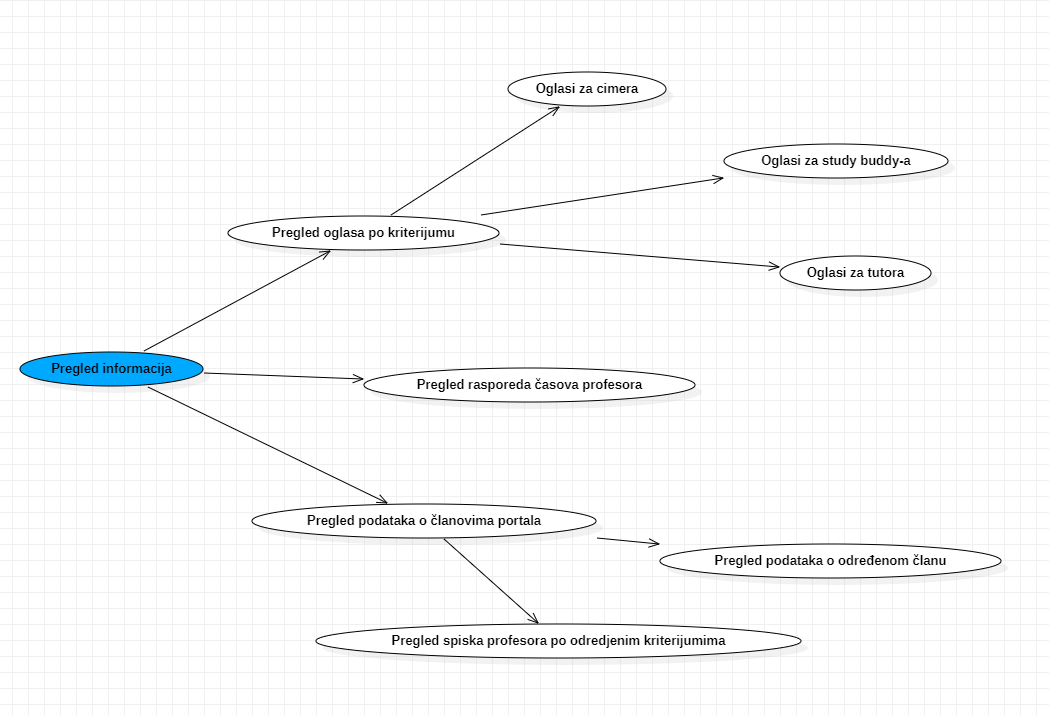 Oglasi za cimera
Oglasi za study buddy-a
Pregled oglasa po kriterijumu
Oglasi za tutora
Pregled informacija
Pregled rasporeda časova profesora
Pregled podataka o članovima portala
Pregled podataka o određenom članu
Pregled spiska profesora po odredjenim kriterijumima